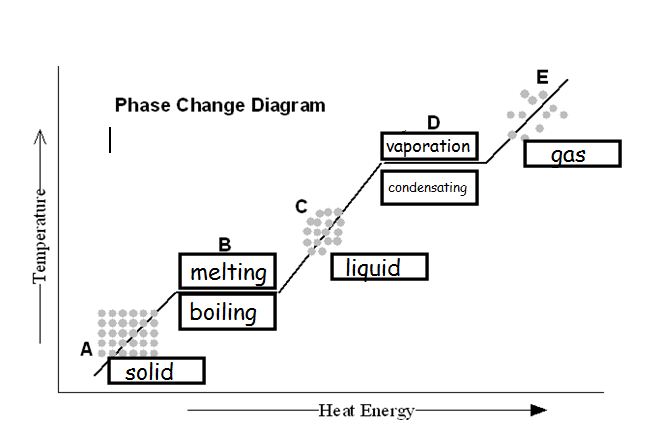 E
Phase Change Diagram
D
vaporation
gas
condensating
C
B
melting
liquid
boiling
A
solid
Temperature
Heat Energy